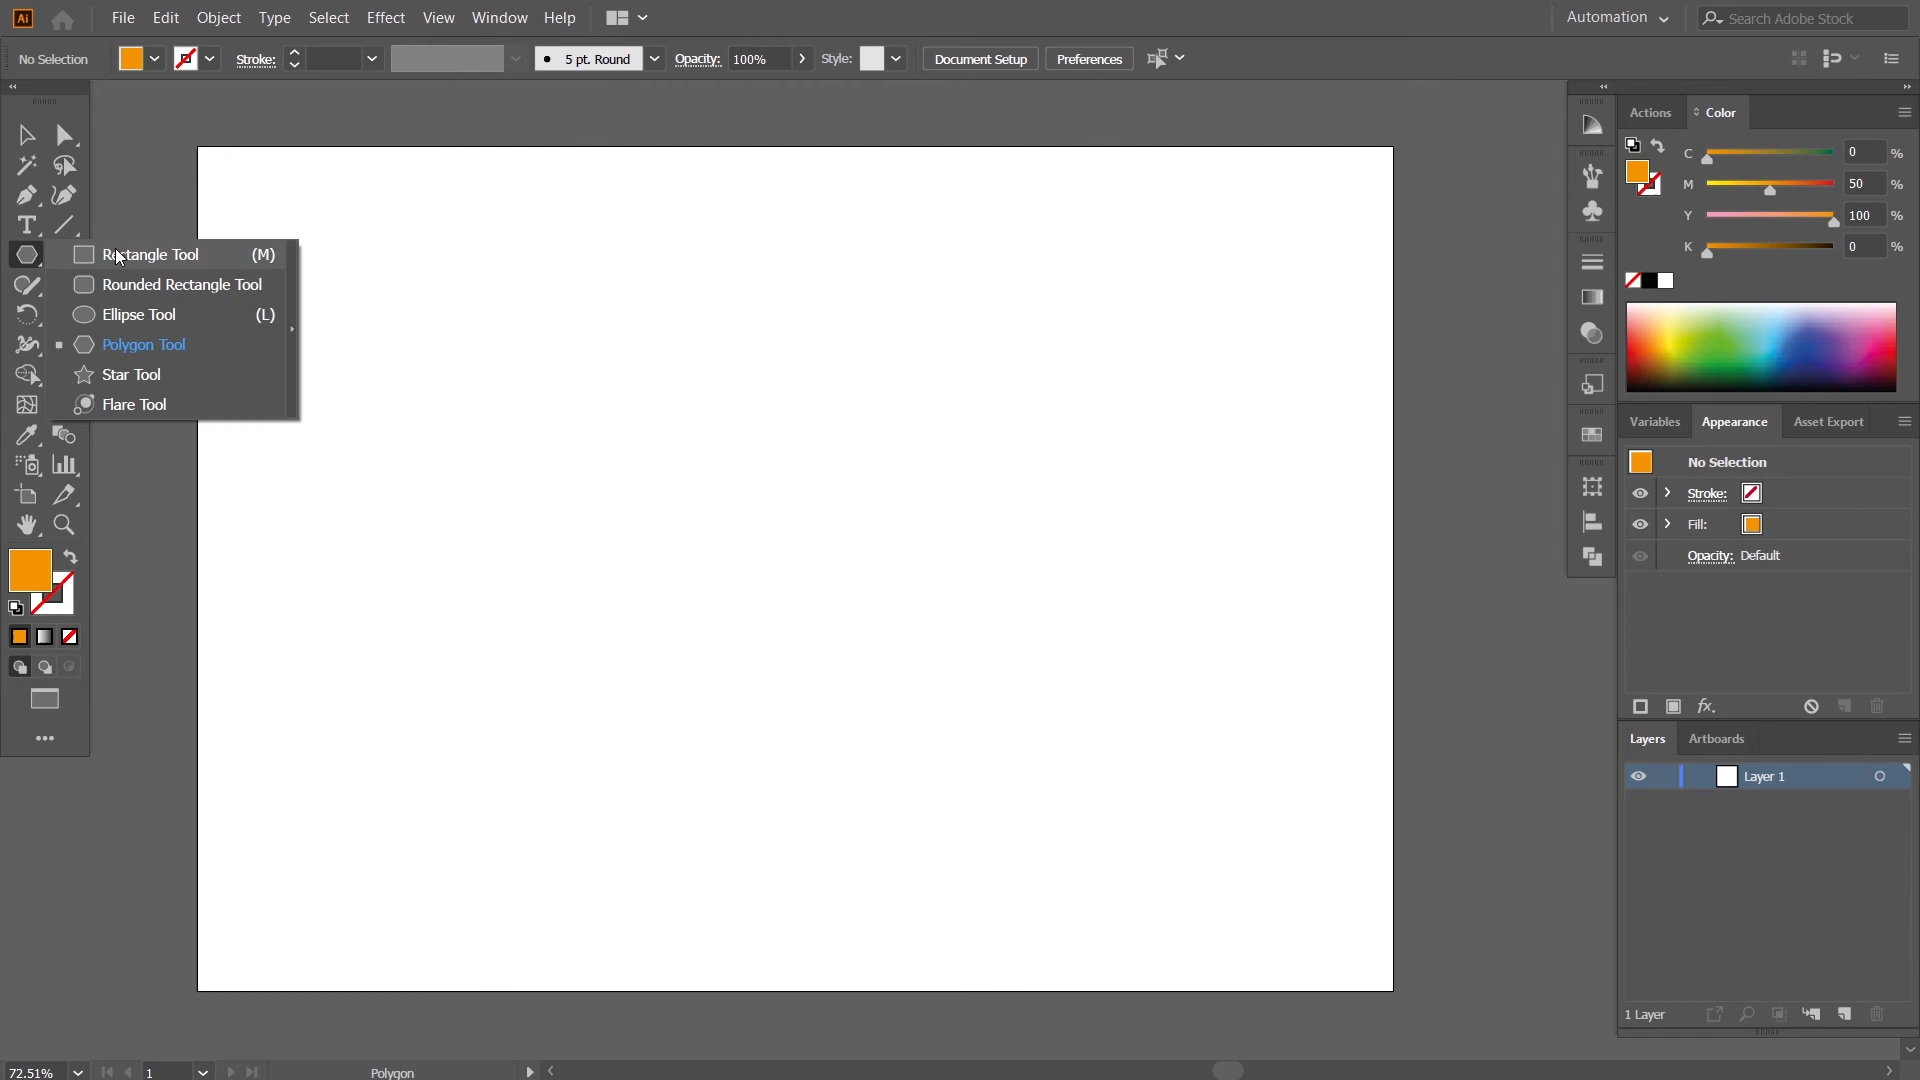 Ai File Edit Object Type Select Effect View Window Help Automation Search Adobe Stock
No Selection Stroke: 5 pt. Round Opacity: 100% Style: Document Setup Preferences
Actions Color
C 0 %
M 50 %
Y 100 %
K 0 %
Rectangle Tool (M)
Rounded Rectangle Tool
Ellipse Tool (L)
Polygon Tool
Star Tool
Flare Tool
Variables Appearance Asset Export
No Selection
Stroke:
Fill:
Opacity: Default
fx.
Layers Artboards
Layer 1
1 Layer
72.51% 1 Polygon